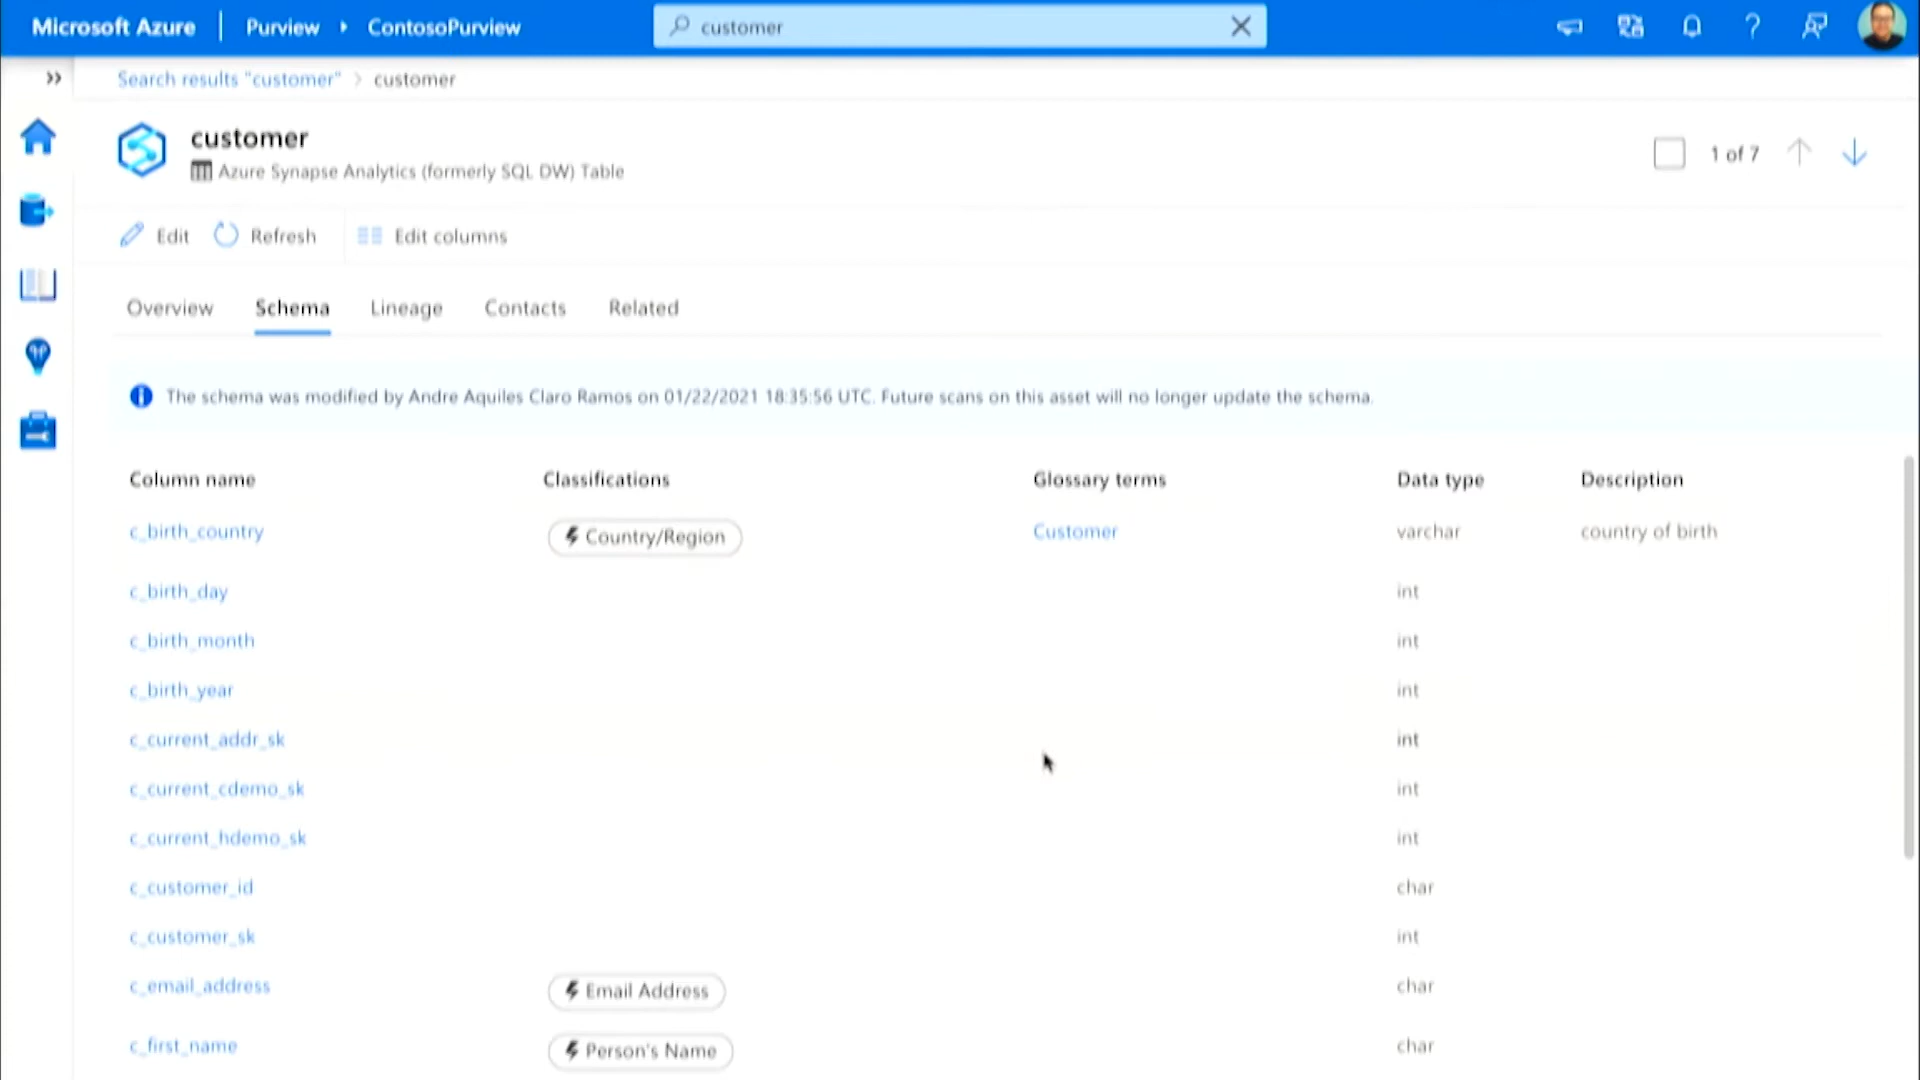 Microsoft Azure | Purview ▸ ContosoPurview customer
Search results "customer" > customer
customer
Azure Synapse Analytics (formerly SQL DW) Table
1 of 7
Edit Refresh Edit columns
Overview Schema Lineage Contacts Related
The schema was modified by Andre Aquiles Claro Ramos on 01/22/2021 18:35:56 UTC. Future scans on this asset will no longer update the schema.
Column name Classifications Glossary terms Data type Description
c_birth_country Country/Region Customer varchar country of birth
c_birth_day int
c_birth_month int
c_birth_year int
c_current_addr_sk int
c_current_cdemo_sk int
c_current_hdemo_sk int
c_customer_id char
c_customer_sk int
c_email_address Email Address char
c_first_name Person's Name char